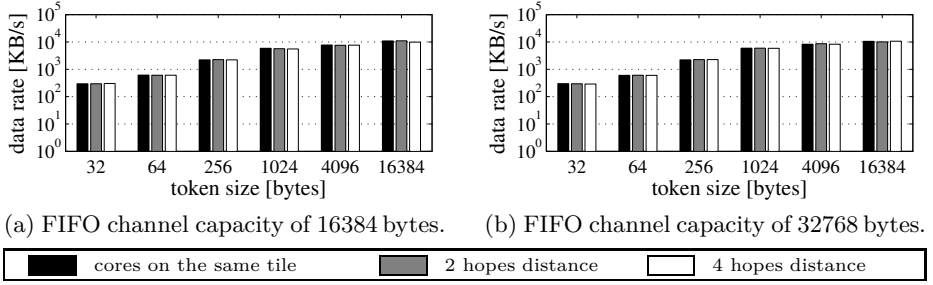 data rate [KB/s]
10^5
10^4
10^3
10^2
10^1
10^0
32 64 256 1024 4096 16384
token size [bytes]
(a) FIFO channel capacity of 16384 bytes.
data rate [KB/s]
10^5
10^4
10^3
10^2
10^1
10^0
32 64 256 1024 4096 16384
token size [bytes]
(b) FIFO channel capacity of 32768 bytes.
cores on the same tile 2 hopes distance 4 hopes distance